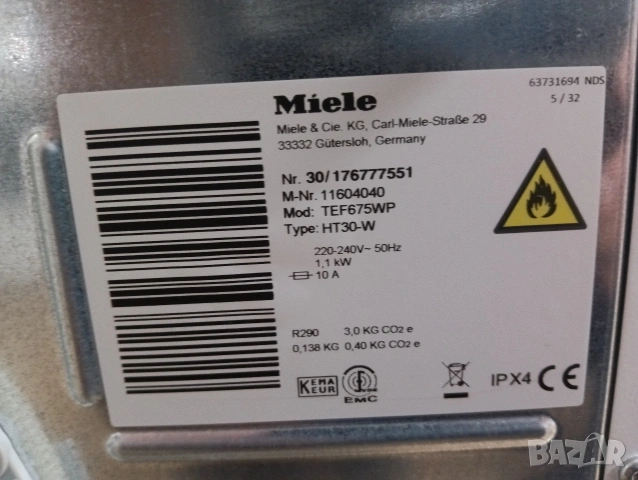 63731694 NDS
5 / 32
Miele
Miele & Cie. KG, Carl-Miele-Straße 29
33332 Gütersloh, Germany
Nr. 30/176777551
M-Nr. 11604040
Mod: TEF675WP
Type: HT30-W
220-240V~ 50Hz
1,1 kW
10 A
R290 3,0 KG CO2 e
0,138 KG 0,40 KG CO2 e
KEMA
KEUR
EMC
IPX4 CE
BAZAR